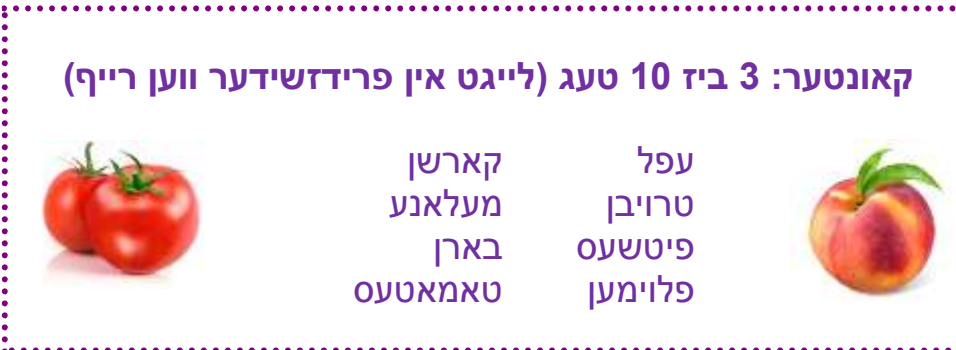 קאונטער: 3 ביז 10 טעג (לייגט אין פרידזשידער ווען רייף)
עפל
טרויבן
פיטשעס
פלוימען
קארשן
מעלאנע
בארן
טאמאטעס